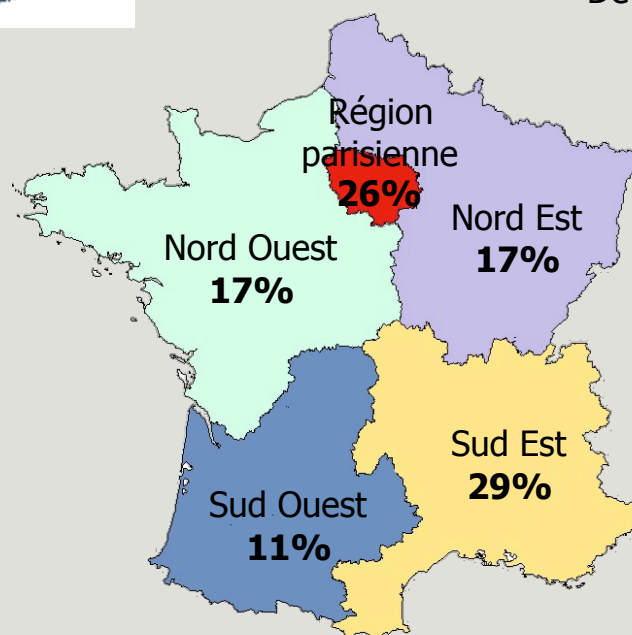 Région
parisienne
26%
Nord Est
17%
Nord Ouest
17%
Sud Est
29%
Sud Ouest
11%